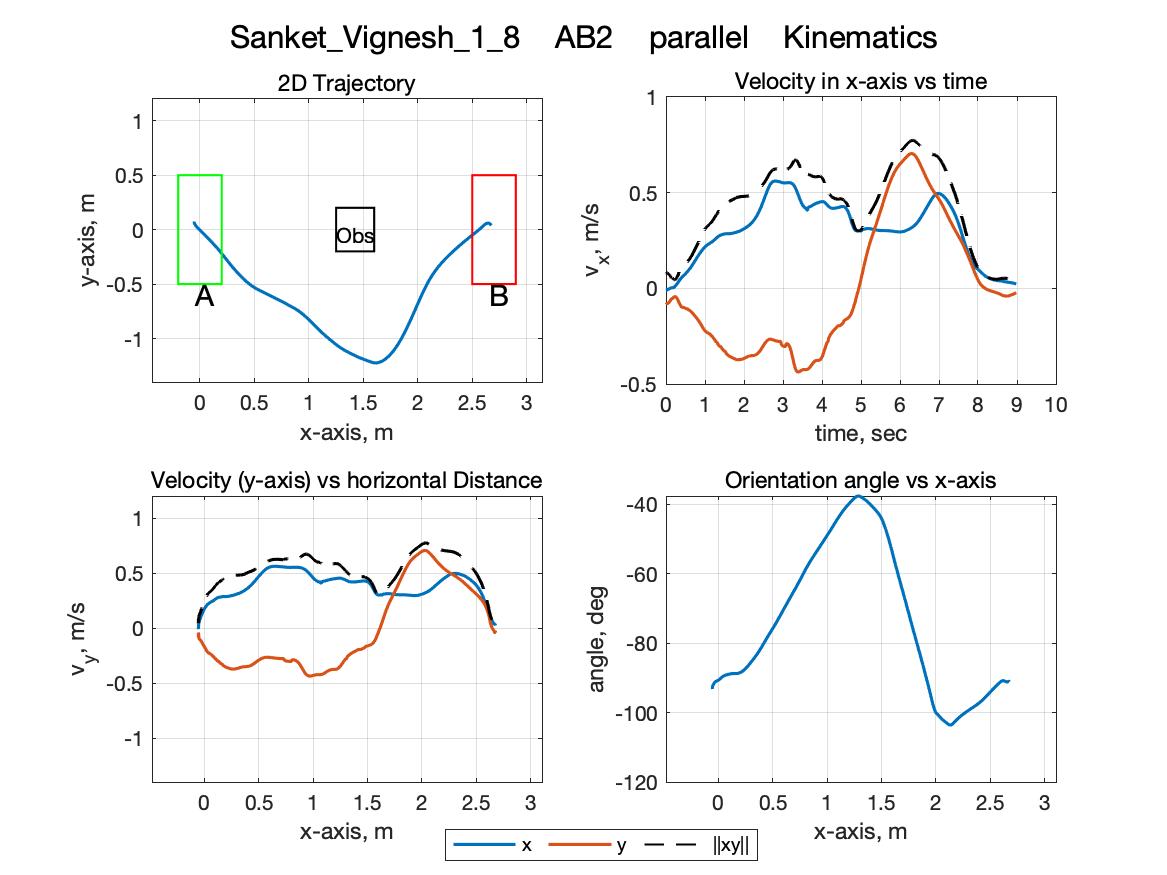 Sanket_Vignesh_1_8 AB2 parallel Kinematics
2D Trajectory
1
0.5
0
-0.5
-1
y-axis, m
A
Obs
B
0 0.5 1 1.5 2 2.5 3
x-axis, m
Velocity in x-axis vs time
1
0.5
0
-0.5
vx, m/s
0 1 2 3 4 5 6 7 8 9 10
time, sec
Velocity (y-axis) vs horizontal Distance
1
0.5
0
-0.5
-1
vy, m/s
0 0.5 1 1.5 2 2.5 3
x-axis, m
Orientation angle vs x-axis
-40
-60
-80
-100
-120
angle, deg
0 0.5 1 1.5 2 2.5 3
x-axis, m
x y ||xy||